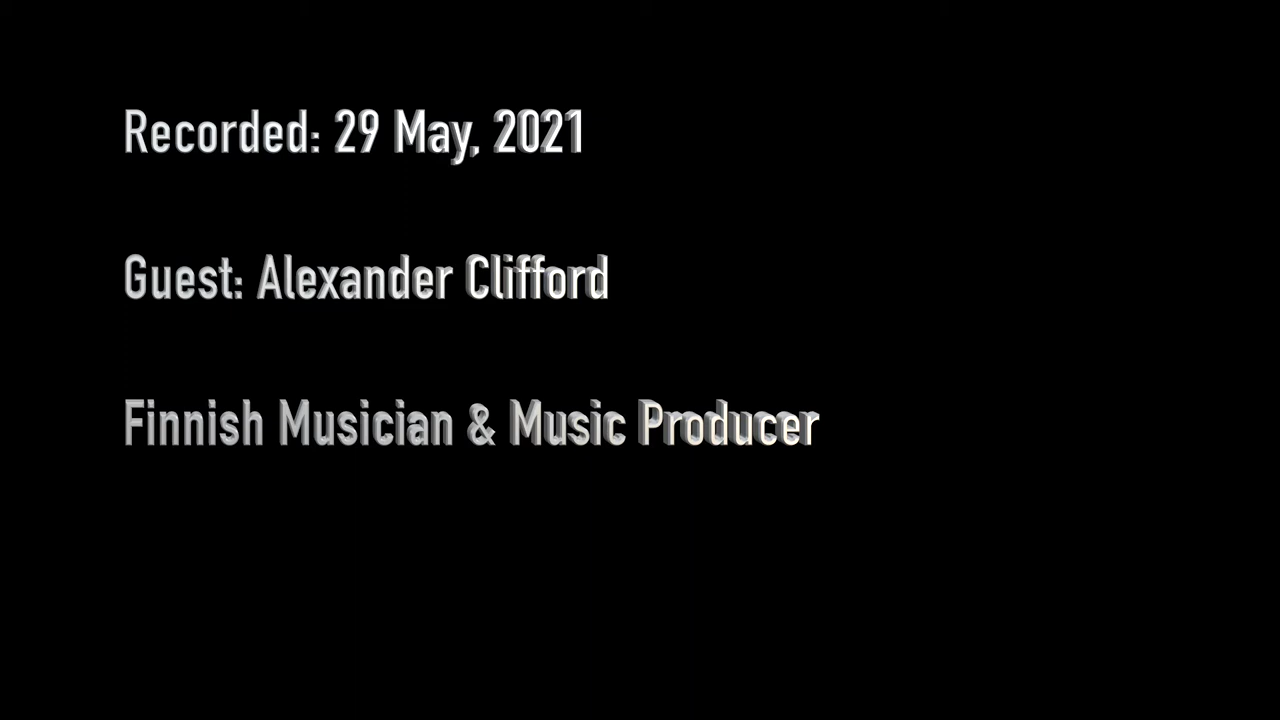 Recorded: 29 May, 2021
Guest: Alexander Clifford
Finnish Musician & Music Producer